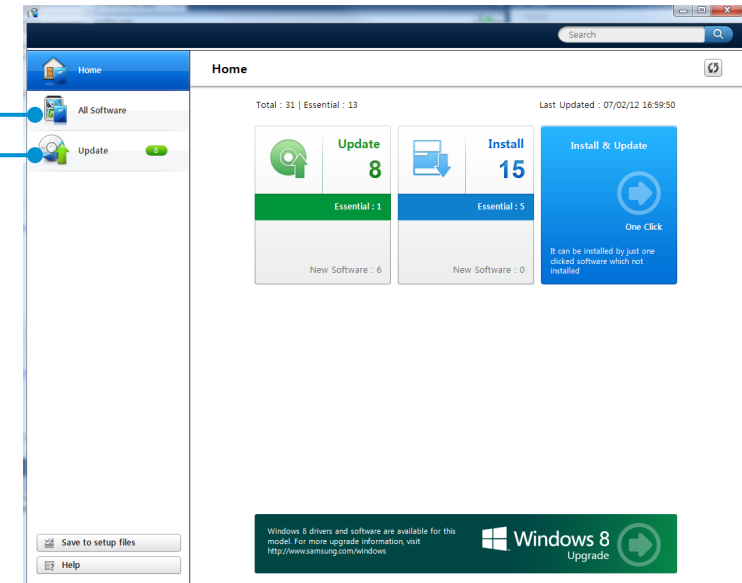 Search
Home
All Software
Update 8
Home
Total : 31 | Essential : 13
Last Updated : 07/02/12 16:59:50
Update
8
Essential : 1
New Software : 6
Install
15
Essential : 5
New Software : 0
Install & Update
One Click
It can be installed by just one
clicked software which not
installed
Windows 8 drivers and software are available for this
model. For more upgrade information, visit
http://www.samsung.com/windows
Windows 8
Upgrade
Save to setup files
Help